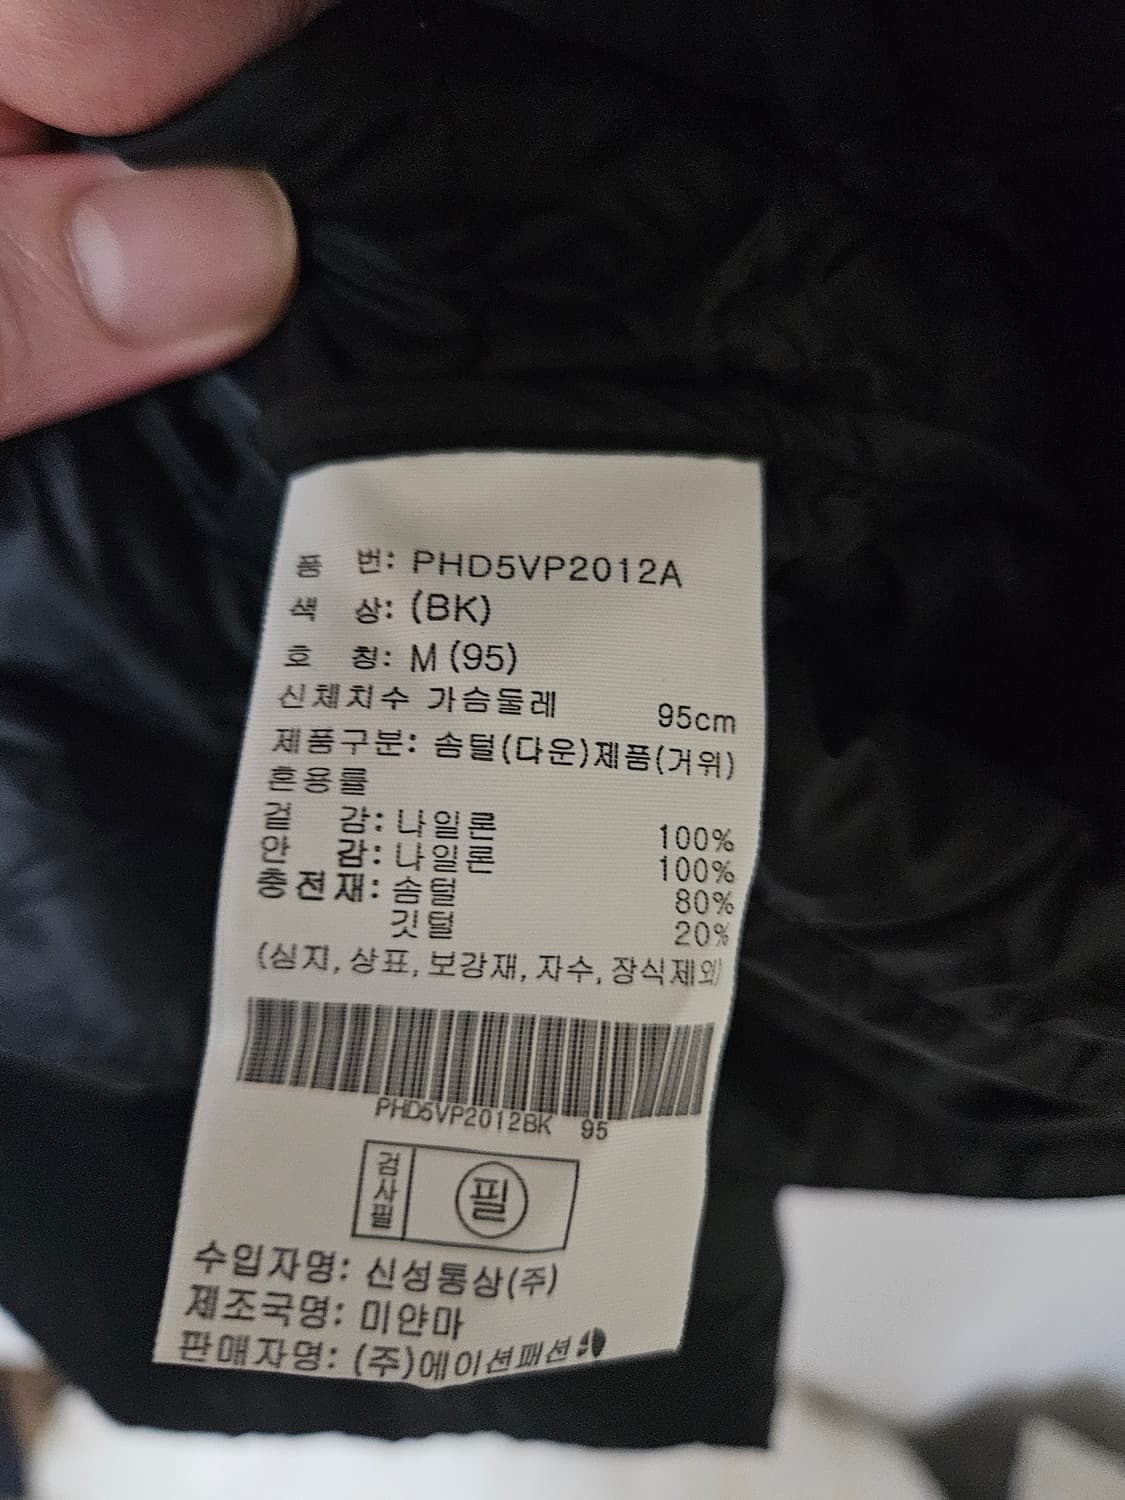 품 번: PHD5VP2012A
색 상: (BK)
호 칭: M (95)
신체치수 가슴둘레 95cm
제품구분: 솜털(다운)제품(거위)
혼용률
겉 감: 나일론 100%
안 감: 나일론 100%
충전재: 솜털 80%
깃털 20%
(심지, 상표, 보강재, 자수, 장식제외)
PHD5VP2012BK 95
검사필
필
수입자명: 신성통상(주)
제조국명: 미얀마
판매자명: (주)에이션패션